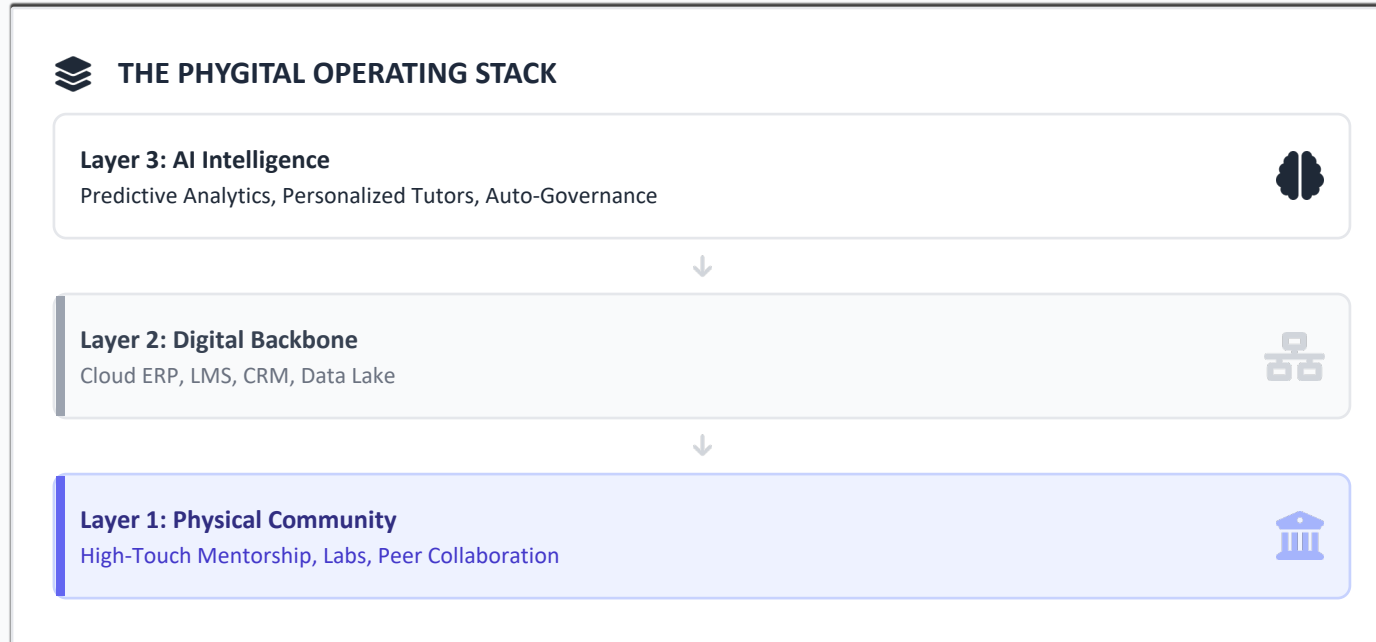 THE PHYGITAL OPERATING STACK
Layer 3: AI Intelligence
Predictive Analytics, Personalized Tutors, Auto-Governance
Layer 2: Digital Backbone
Cloud ERP, LMS, CRM, Data Lake
Layer 1: Physical Community
High-Touch Mentorship, Labs, Peer Collaboration